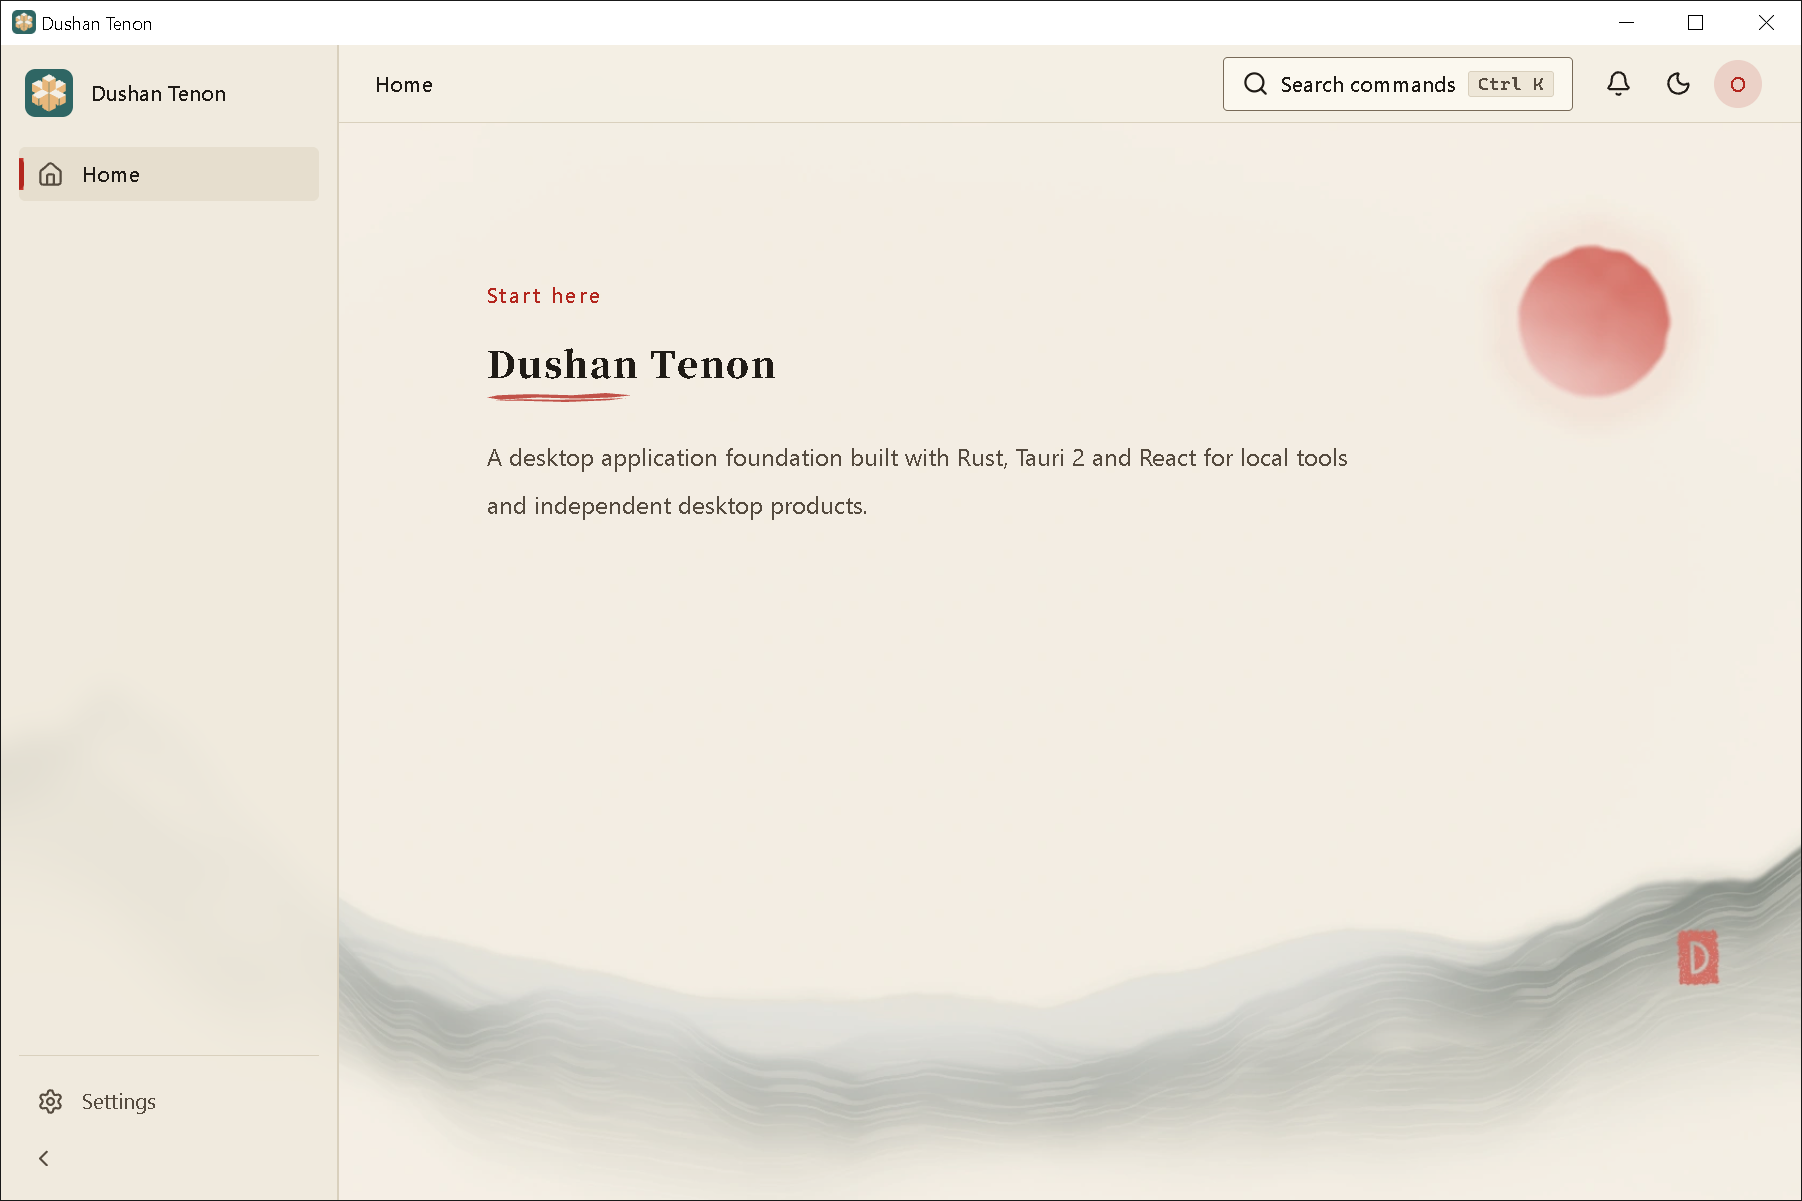 Dushan Tenon
Dushan Tenon
Home
Search commands Ctrl K
O
Home
Start here
Dushan Tenon
A desktop application foundation built with Rust, Tauri 2 and React for local tools
and independent desktop products.
D
Settings